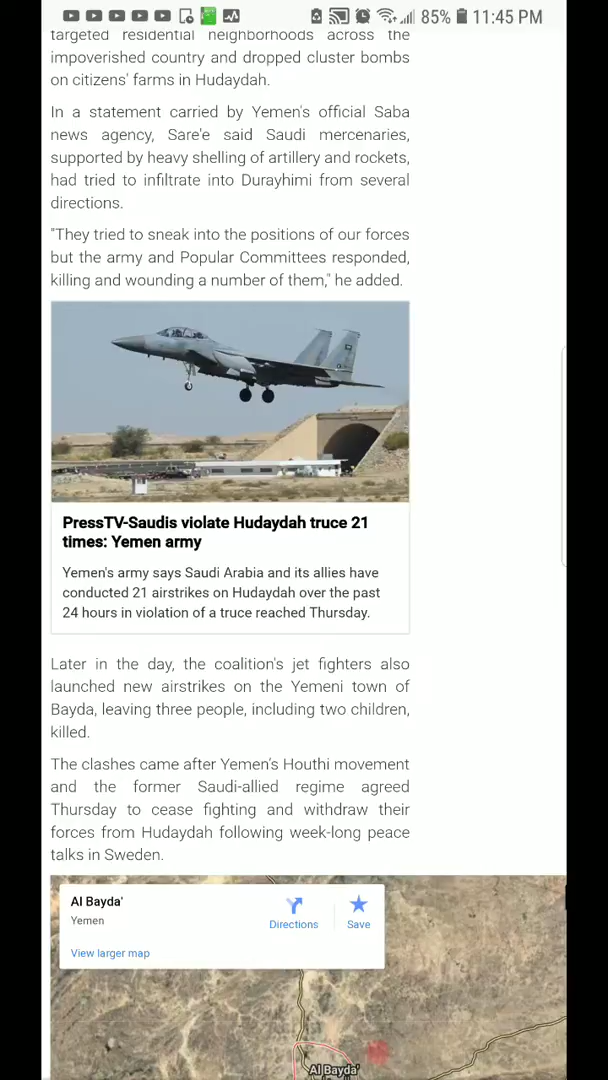 85% 11:45 PM
targeted residential neighborhoods across the
impoverished country and dropped cluster bombs
on citizens' farms in Hudaydah.
In a statement carried by Yemen's official Saba
news agency, Sare'e said Saudi mercenaries,
supported by heavy shelling of artillery and rockets,
had tried to infiltrate into Durayhimi from several
directions.
"They tried to sneak into the positions of our forces
but the army and Popular Committees responded,
killing and wounding a number of them," he added.
PressTV-Saudis violate Hudaydah truce 21
times: Yemen army
Yemen's army says Saudi Arabia and its allies have
conducted 21 airstrikes on Hudaydah over the past
24 hours in violation of a truce reached Thursday.
Later in the day, the coalition's jet fighters also
launched new airstrikes on the Yemeni town of
Bayda, leaving three people, including two children,
killed.
The clashes came after Yemen's Houthi movement
and the former Saudi-allied regime agreed
Thursday to cease fighting and withdraw their
forces from Hudaydah following week-long peace
talks in Sweden.
Al Bayda'
Yemen
Directions
Save
View larger map
Al Bayda'